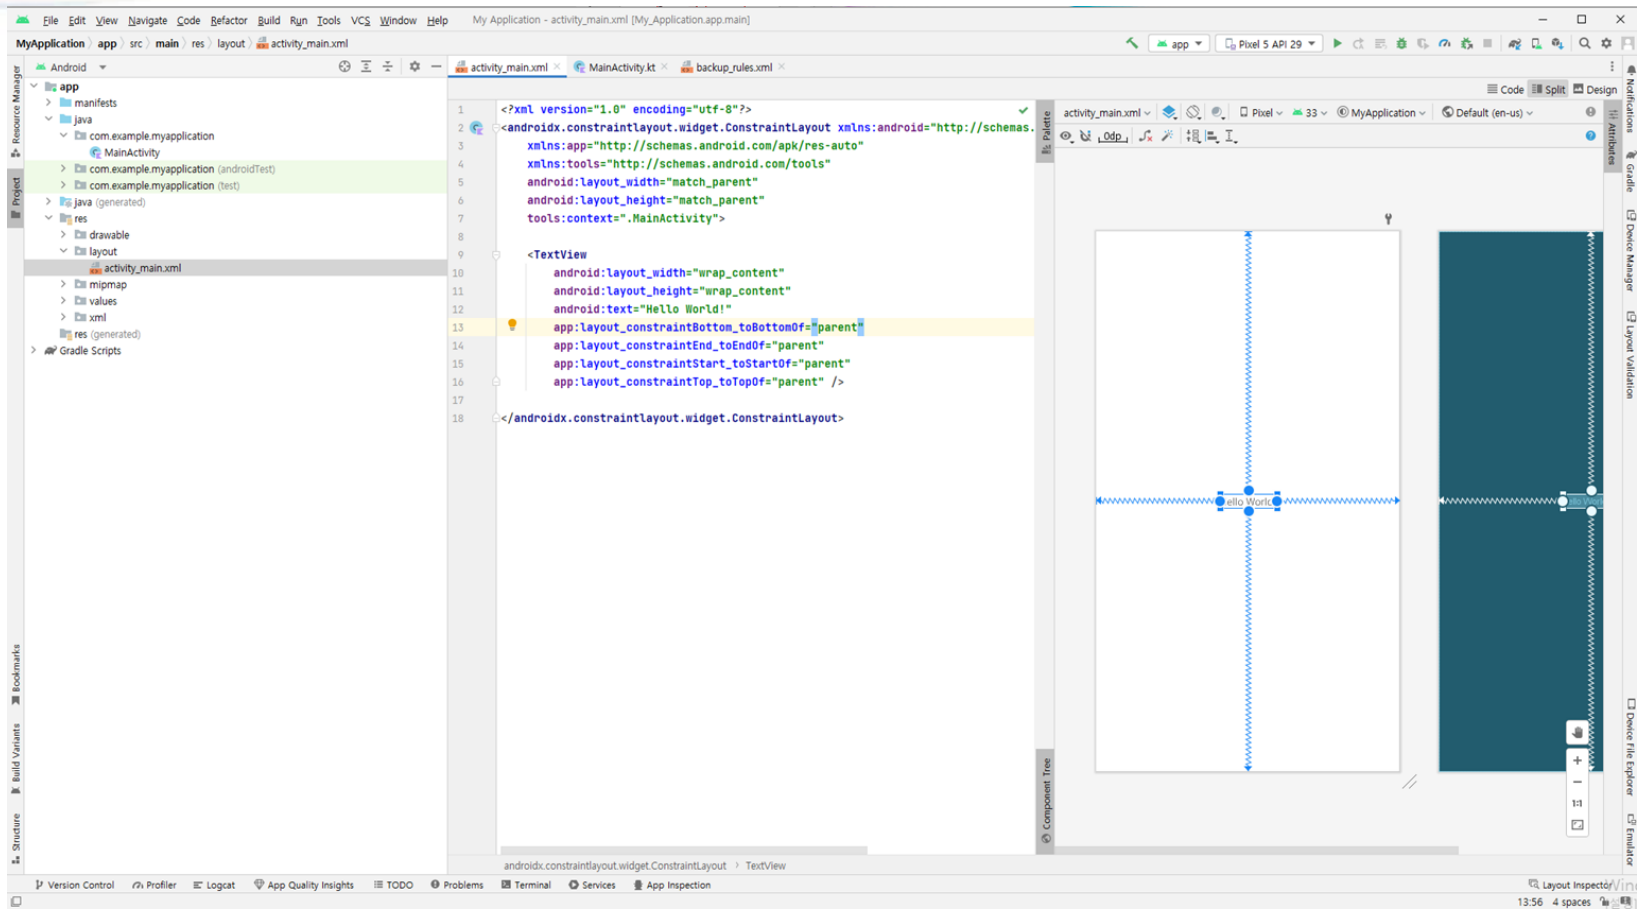 File Edit View Navigate Code Refactor Build Run Tools VCS Window Help My Application - activity_main.xml [My_Application.app.main]
MyApplication app src main res layout activity_main.xml app Pixel 5 API 29
Android activity_main.xml MainActivity.kt backup_rules.xml
Code Split Design
Resource Manager
Project
Bookmarks
Build Variants
Structure
app
manifests
java
com.example.myapplication
MainActivity
com.example.myapplication (androidTest)
com.example.myapplication (test)
java (generated)
res
drawable
layout
activity_main.xml
mipmap
values
xml
res (generated)
Gradle Scripts
1 <?xml version="1.0" encoding="utf-8"?>
2 <androidx.constraintlayout.widget.ConstraintLayout xmlns:android="http://schemas.
3 xmlns:app="http://schemas.android.com/apk/res-auto"
4 xmlns:tools="http://schemas.android.com/tools"
5 android:layout_width="match_parent"
6 android:layout_height="match_parent"
7 tools:context=".MainActivity">
8
9 <TextView
10 android:layout_width="wrap_content"
11 android:layout_height="wrap_content"
12 android:text="Hello World!"
13 app:layout_constraintBottom_toBottomOf="parent"
14 app:layout_constraintEnd_toEndOf="parent"
15 app:layout_constraintStart_toStartOf="parent"
16 app:layout_constraintTop_toTopOf="parent" />
17
18 </androidx.constraintlayout.widget.ConstraintLayout>
androidx.constraintlayout.widget.ConstraintLayout TextView
Palette
Component Tree
activity_main.xml Pixel 33 MyApplication Default (en-us)
0dp
ello World
1:1
Attributes
Notifications
Gradle
Device Manager
Layout Validation
Device File Explorer
Emulator
Version Control Profiler Logcat App Quality Insights TODO Problems Terminal Services App Inspection Layout Inspector
13:56 4 spaces